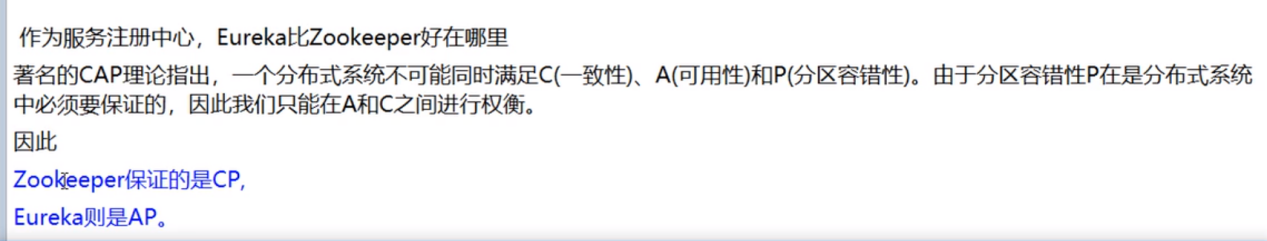 作为服务注册中心，Eureka比Zookeeper好在哪里
著名的CAP理论指出，一个分布式系统不可能同时满足C(一致性)、A(可用性)和P(分区容错性)。由于分区容错性P在是分布式系统
中必须要保证的，因此我们只能在A和C之间进行权衡。
因此
Zookeeper保证的是CP,
Eureka则是AP。